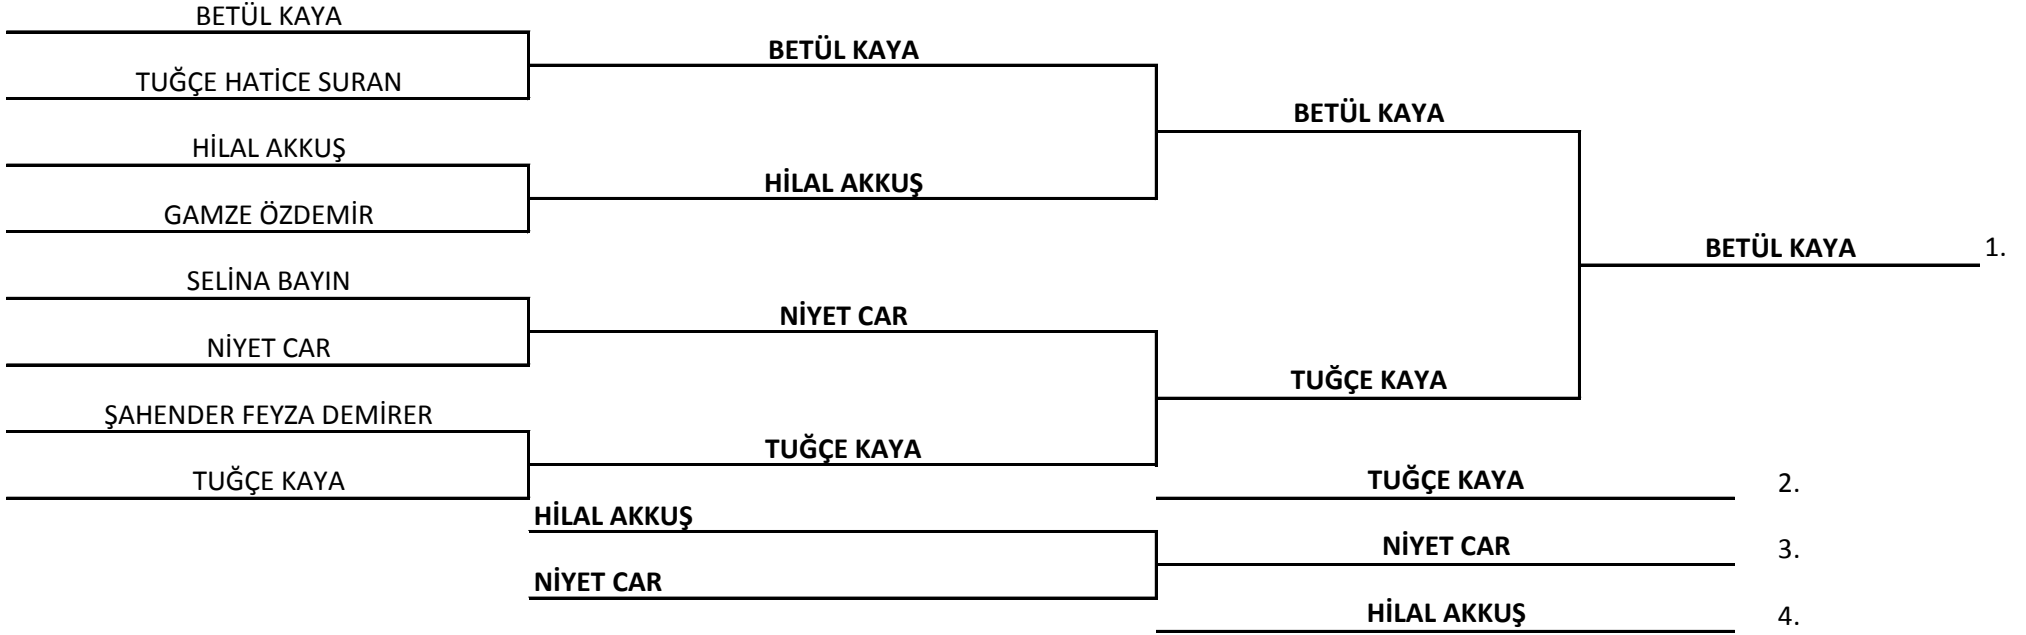 BETÜL KAYA
BETÜL KAYA
TUĞÇE HATİCE SURAN
BETÜL KAYA
HİLAL AKKUŞ
HİLAL AKKUŞ
GAMZE ÖZDEMİR
BETÜL KAYA 1.
SELİNA BAYIN
NİYET CAR
NİYET CAR
TUĞÇE KAYA
ŞAHENDER FEYZA DEMİRER
TUĞÇE KAYA
TUĞÇE KAYA
TUĞÇE KAYA 2.
HİLAL AKKUŞ
NİYET CAR 3.
NİYET CAR
HİLAL AKKUŞ 4.